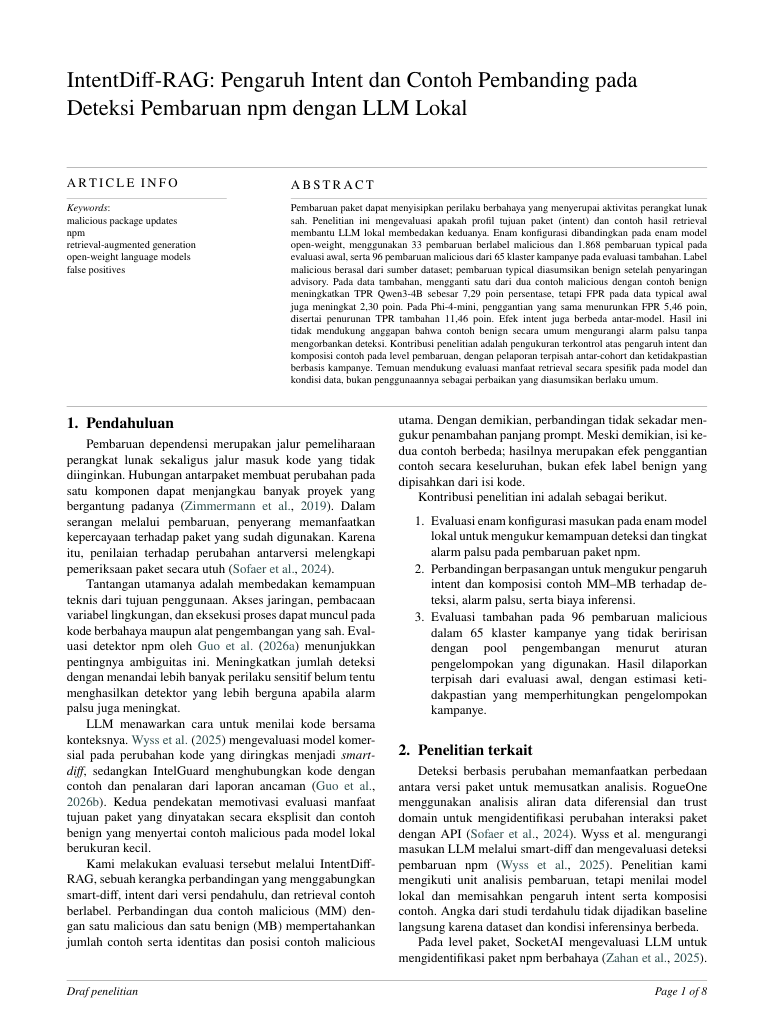 IntentDiff-RAG: Pengaruh Intent dan Contoh Pembanding pada
Deteksi Pembaruan npm dengan LLM Lokal
ARTICLE INFO
Keywords:
malicious package updates
npm
retrieval-augmented generation
open-weight language models
false positives
ABSTRACT
Pembaruan paket dapat menyisipkan perilaku berbahaya yang menyerupai aktivitas perangkat lunak
sah. Penelitian ini mengevaluasi apakah profil tujuan paket (intent) dan contoh hasil retrieval
membantu LLM lokal membedakan keduanya. Enam konfigurasi dibandingkan pada enam model
open-weight, menggunakan 33 pembaruan berlabel malicious dan 1.868 pembaruan typical pada
evaluasi awal, serta 96 pembaruan malicious dari 65 klaster kampanye pada evaluasi tambahan. Label
malicious berasal dari sumber dataset; pembaruan typical diasumsikan benign setelah penyaringan
advisory. Pada data tambahan, mengganti satu dari dua contoh malicious dengan contoh benign
meningkatkan TPR Qwen3-4B sebesar 7,29 poin persentase, tetapi FPR pada data typical awal
juga meningkat 2,30 poin. Pada Phi-4-mini, penggantian yang sama menurunkan FPR 5,46 poin,
disertai penurunan TPR tambahan 11,46 poin. Efek intent juga berbeda antar-model. Hasil ini
tidak mendukung anggapan bahwa contoh benign secara umum mengurangi alarm palsu tanpa
mengorbankan deteksi. Kontribusi penelitian adalah pengukuran terkontrol atas pengaruh intent dan
komposisi contoh pada level pembaruan, dengan pelaporan terpisah antar-cohort dan ketidakpastian
berbasis kampanye. Temuan mendukung evaluasi manfaat retrieval secara spesifik pada model dan
kondisi data, bukan penggunaannya sebagai perbaikan yang diasumsikan berlaku umum.
1. Pendahuluan
Pembaruan dependensi merupakan jalur pemeliharaan
perangkat lunak sekaligus jalur masuk kode yang tidak
diinginkan. Hubungan antarpaket membuat perubahan pada
satu komponen dapat menjangkau banyak proyek yang
bergantung padanya (Zimmermann et al., 2019). Dalam
serangan melalui pembaruan, penyerang memanfaatkan
kepercayaan terhadap paket yang sudah digunakan. Karena
itu, penilaian terhadap perubahan antarversi melengkapi
pemeriksaan paket secara utuh (Sofaer et al., 2024).
Tantangan utamanya adalah membedakan kemampuan
teknis dari tujuan penggunaan. Akses jaringan, pembacaan
variabel lingkungan, dan eksekusi proses dapat muncul pada
kode berbahaya maupun alat pengembangan yang sah. Eval-
uasi detektor npm oleh Guo et al. (2026a) menunjukkan
pentingnya ambiguitas ini. Meningkatkan jumlah deteksi
dengan menandai lebih banyak perilaku sensitif belum tentu
menghasilkan detektor yang lebih berguna apabila alarm
palsu juga meningkat.
LLM menawarkan cara untuk menilai kode bersama
konteksnya. Wyss et al. (2025) mengevaluasi model komer-
sial pada perubahan kode yang diringkas menjadi smart-
diff, sedangkan IntelGuard menghubungkan kode dengan
contoh dan penalaran dari laporan ancaman (Guo et al.,
2026b). Kedua pendekatan memotivasi evaluasi manfaat
tujuan paket yang dinyatakan secara eksplisit dan contoh
benign yang menyertai contoh malicious pada model lokal
berukuran kecil.
Kami melakukan evaluasi tersebut melalui IntentDiff-
RAG, sebuah kerangka perbandingan yang menggabungkan
smart-diff, intent dari versi pendahulu, dan retrieval contoh
berlabel. Perbandingan dua contoh malicious (MM) den-
gan satu malicious dan satu benign (MB) mempertahankan
jumlah contoh serta identitas dan posisi contoh malicious
utama. Dengan demikian, perbandingan tidak sekadar men-
gukur penambahan panjang prompt. Meski demikian, isi ke-
dua contoh berbeda; hasilnya merupakan efek penggantian
contoh secara keseluruhan, bukan efek label benign yang
dipisahkan dari isi kode.
Kontribusi penelitian ini adalah sebagai berikut.
1. Evaluasi enam konfigurasi masukan pada enam model
lokal untuk mengukur kemampuan deteksi dan tingkat
alarm palsu pada pembaruan paket npm.
2. Perbandingan berpasangan untuk mengukur pengaruh
intent dan komposisi contoh MM–MB terhadap de-
teksi, alarm palsu, serta biaya inferensi.
3. Evaluasi tambahan pada 96 pembaruan malicious
dalam 65 klaster kampanye yang tidak beririsan
dengan pool pengembangan menurut aturan
pengelompokan yang digunakan. Hasil dilaporkan
terpisah dari evaluasi awal, dengan estimasi keti-
dakpastian yang memperhitungkan pengelompokan
kampanye.
2. Penelitian terkait
Deteksi berbasis perubahan memanfaatkan perbedaan
antara versi paket untuk memusatkan analisis. RogueOne
menggunakan analisis aliran data diferensial dan trust
domain untuk mengidentifikasi perubahan interaksi paket
dengan API (Sofaer et al., 2024). Wyss et al. mengurangi
masukan LLM melalui smart-diff dan mengevaluasi deteksi
pembaruan npm (Wyss et al., 2025). Penelitian kami
mengikuti unit analisis pembaruan, tetapi menilai model
lokal dan memisahkan pengaruh intent serta komposisi
contoh. Angka dari studi terdahulu tidak dijadikan baseline
langsung karena dataset dan kondisi inferensinya berbeda.
Pada level paket, SocketAI mengevaluasi LLM untuk
mengidentifikasi paket npm berbahaya (Zahan et al., 2025).
Draf penelitian
Page 1 of 8